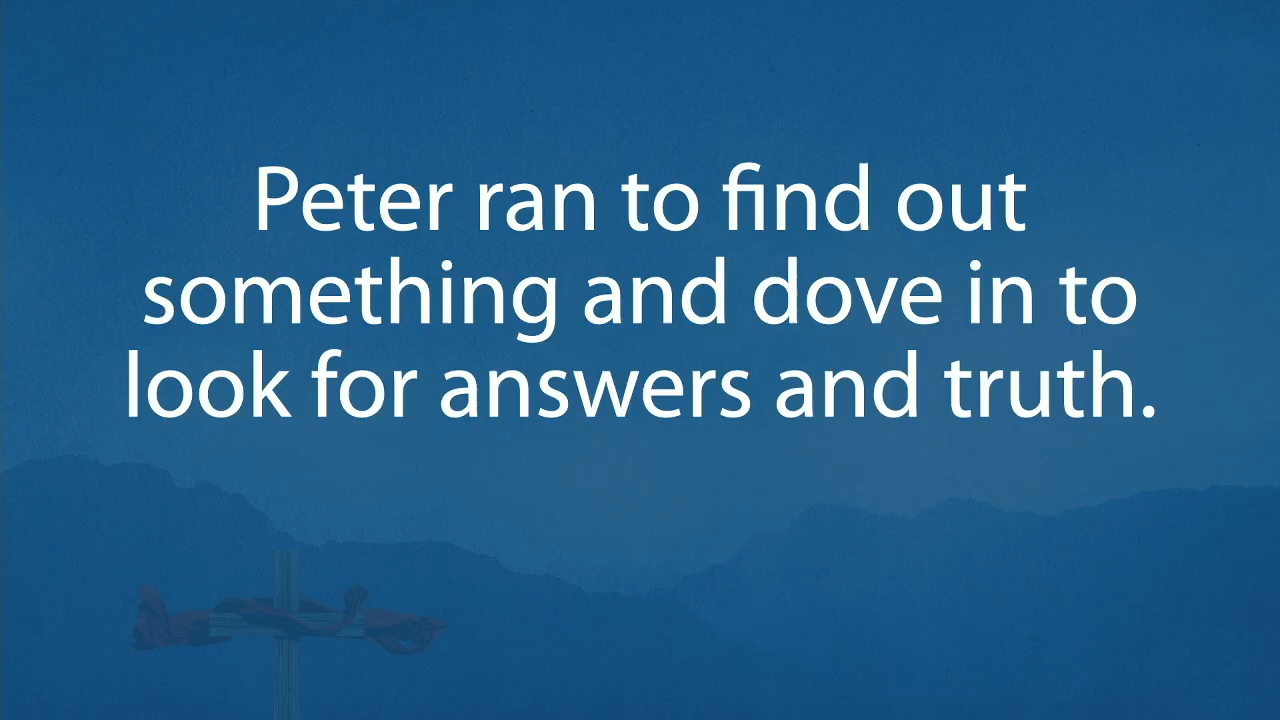 Peter ran to find out
something and dove in to
look for answers and truth.